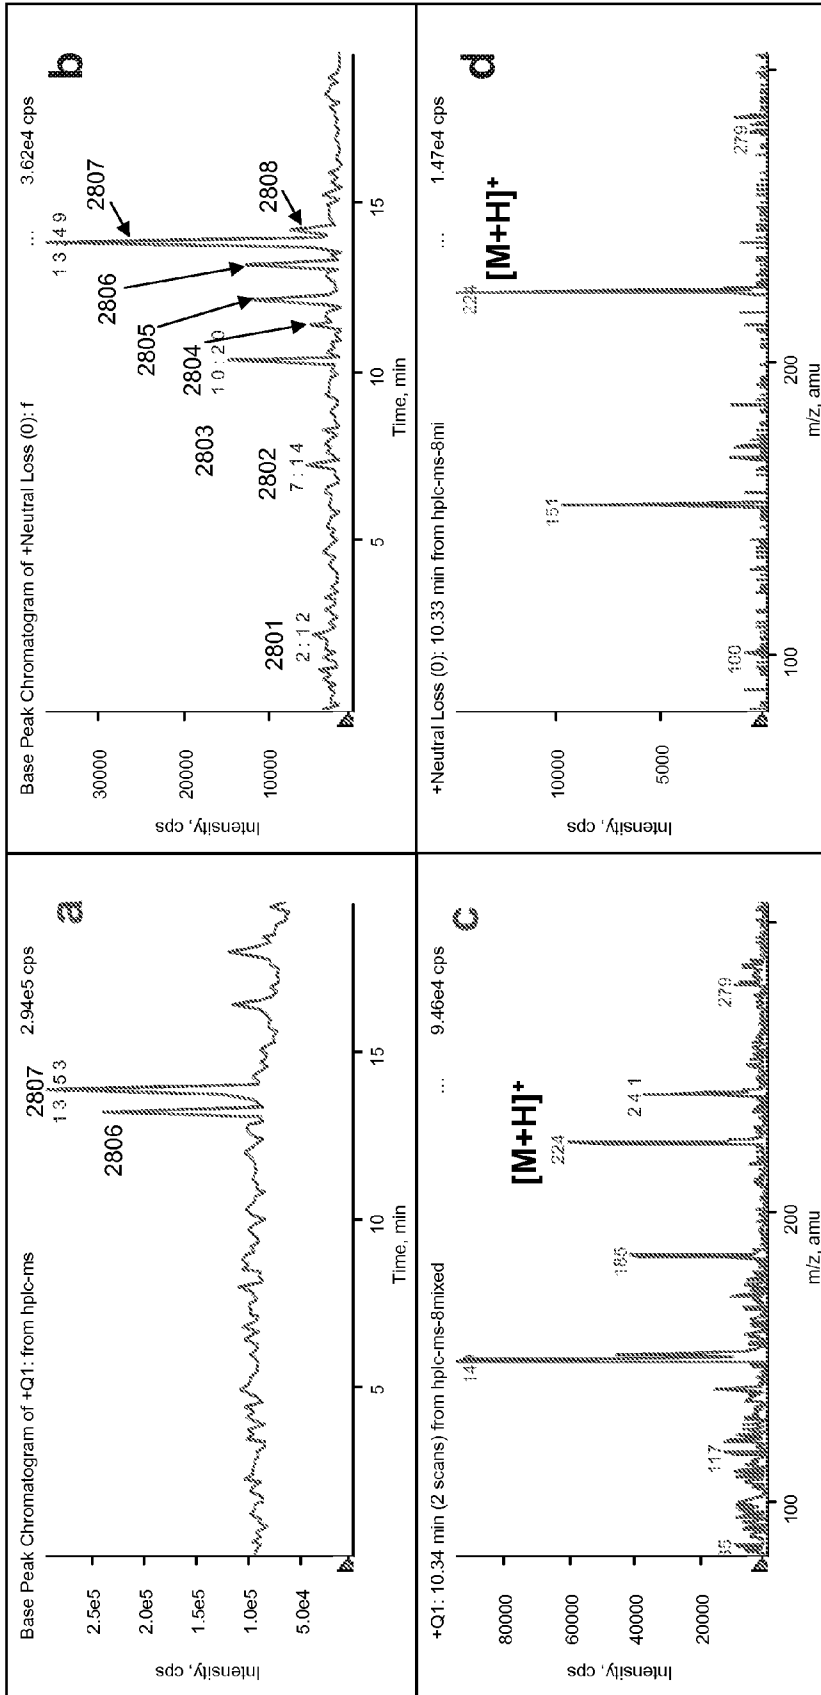 Base Peak Chromatogram of +Q1: from hplc-ms
2.94e5 cps
a
2807
13.53
2806
2.5e5
2.0e5
1.5e5
1.0e5
5.0e4
Intensity, cps
5
10
15
Time, min
Base Peak Chromatogram of +Neutral Loss (0): f
...
3.62e4 cps
b
13.49
2807
2808
2806
2805
2804
10:20
2803
2802
7:14
2801
2:12
30000
20000
10000
Intensity, cps
5
10
15
Time, min
+Q1: 10.34 min (2 scans) from hplc-ms-8mixed
...
9.46e4 cps
c
[M+H]+
224
241
185
279
117
80000
60000
40000
20000
Intensity, cps
100
200
m/z, amu
+Neutral Loss (0): 10.33 min from hplc-ms-8mi
...
1.47e4 cps
d
[M+H]+
224
151
100
279
10000
5000
Intensity, cps
100
200
m/z, amu